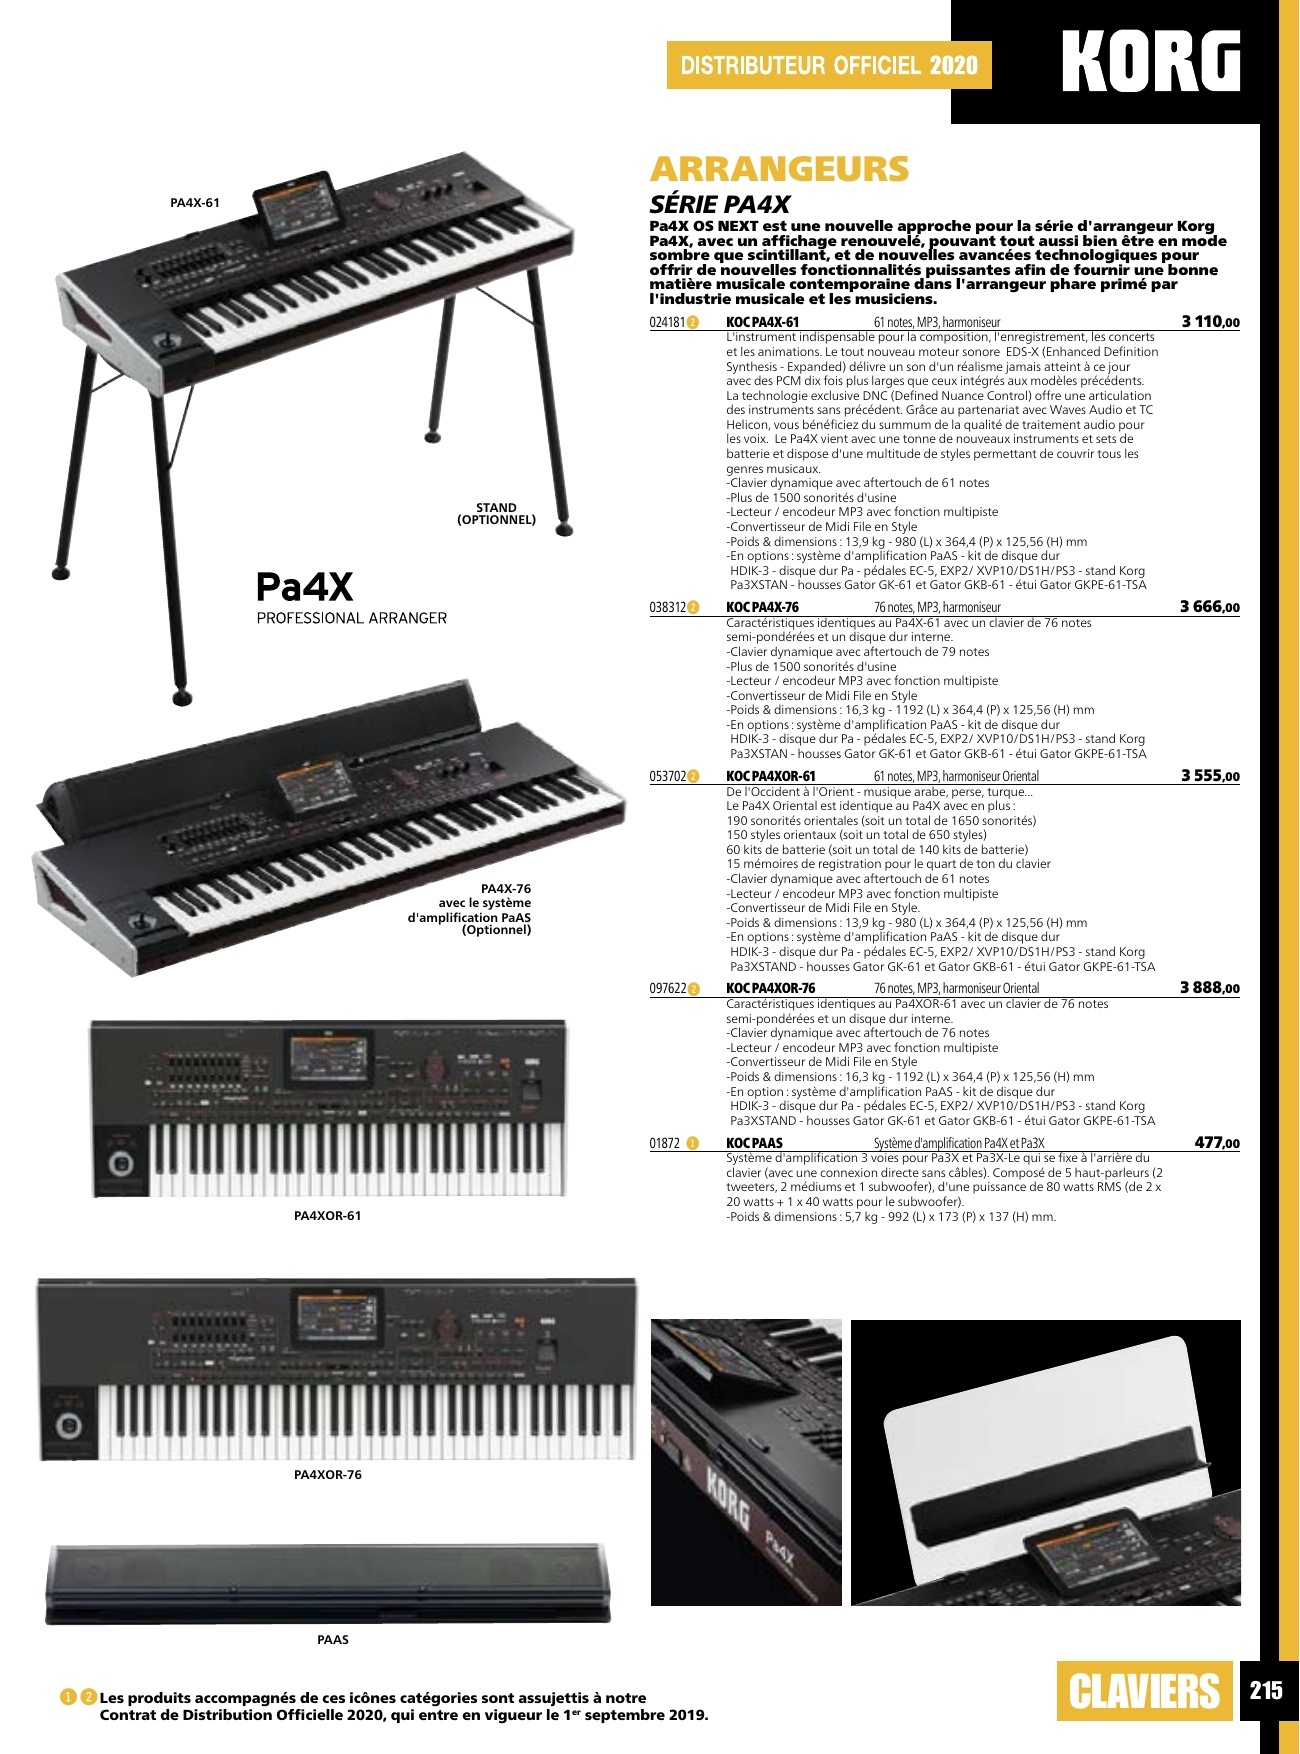 DISTRIBUTEUR OFFICIEL 2020
KORG
ARRANGEURS
SÉRIE PA4X
Pa4X OS NEXT est une nouvelle approche pour la série d'arrangeur Korg
Pa4X, avec un affichage renouvelé, pouvant tout aussi bien être en mode
sombre que scintillant, et de nouvelles avancées technologiques pour
offrir de nouvelles fonctionnalités puissantes afin de fournir une bonne
matière musicale contemporaine dans l'arrangeur phare primé par
l'industrie musicale et les musiciens.
024181 2 KOC PA4X-61 61 notes, MP3, harmoniseur 3 110,00
L'instrument indispensable pour la composition, l'enregistrement, les concerts
et les animations. Le tout nouveau moteur sonore EDS-X (Enhanced Definition
Synthesis - Expanded) délivre un son d'un réalisme jamais atteint à ce jour
avec des PCM dix fois plus larges que ceux intégrés aux modèles précédents.
La technologie exclusive DNC (Defined Nuance Control) offre une articulation
des instruments sans précédent. Grâce au partenariat avec Waves Audio et TC
Helicon, vous bénéficiez du summum de la qualité de traitement audio pour
les voix. Le Pa4X vient avec une tonne de nouveaux instruments et sets de
batterie et dispose d'une multitude de styles permettant de couvrir tous les
genres musicaux.
-Clavier dynamique avec aftertouch de 61 notes
-Plus de 1500 sonorités d'usine
-Lecteur / encodeur MP3 avec fonction multipiste
-Convertisseur de Midi File en Style
-Poids & dimensions : 13,9 kg - 980 (L) x 364,4 (P) x 125,56 (H) mm
-En options : système d'amplification PaAS - kit de disque dur
HDIK-3 - disque dur Pa - pédales EC-5, EXP2/ XVP10/DS1H/PS3 - stand Korg
Pa3XSTAN - housses Gator GK-61 et Gator GKB-61 - étui Gator GKPE-61-TSA
038312 2 KOC PA4X-76 76 notes, MP3, harmoniseur 3 666,00
Caractéristiques identiques au Pa4X-61 avec un clavier de 76 notes
semi-pondérées et un disque dur interne.
-Clavier dynamique avec aftertouch de 79 notes
-Plus de 1500 sonorités d'usine
-Lecteur / encodeur MP3 avec fonction multipiste
-Convertisseur de Midi File en Style
-Poids & dimensions : 16,3 kg - 1192 (L) x 364,4 (P) x 125,56 (H) mm
-En options : système d'amplification PaAS - kit de disque dur
HDIK-3 - disque dur Pa - pédales EC-5, EXP2/ XVP10/DS1H/PS3 - stand Korg
Pa3XSTAN - housses Gator GK-61 et Gator GKB-61 - étui Gator GKPE-61-TSA
053702 2 KOC PA4XOR-61 61 notes, MP3, harmoniseur Oriental 3 555,00
De l'Occident à l'Orient - musique arabe, perse, turque...
Le Pa4X Oriental est identique au Pa4X avec en plus :
190 sonorités orientales (soit un total de 1650 sonorités)
150 styles orientaux (soit un total de 650 styles)
60 kits de batterie (soit un total de 140 kits de batterie)
15 mémoires de registration pour le quart de ton du clavier
-Clavier dynamique avec aftertouch de 61 notes
-Lecteur / encodeur MP3 avec fonction multipiste
-Convertisseur de Midi File en Style.
-Poids & dimensions : 13,9 kg - 980 (L) x 364,4 (P) x 125,56 (H) mm
-En options : système d'amplification PaAS - kit de disque dur
HDIK-3 - disque dur Pa - pédales EC-5, EXP2/ XVP10/DS1H/PS3 - stand Korg
Pa3XSTAND - housses Gator GK-61 et Gator GKB-61 - étui Gator GKPE-61-TSA
097622 2 KOC PA4XOR-76 76 notes, MP3, harmoniseur Oriental 3 888,00
Caractéristiques identiques au Pa4XOR-61 avec un clavier de 76 notes
semi-pondérées et un disque dur interne.
-Clavier dynamique avec aftertouch de 76 notes
-Lecteur / encodeur MP3 avec fonction multipiste
-Convertisseur de Midi File en Style
-Poids & dimensions : 16,3 kg - 1192 (L) x 364,4 (P) x 125,56 (H) mm
-En option : système d'amplification PaAS - kit de disque dur
HDIK-3 - disque dur Pa - pédales EC-5, EXP2/ XVP10/DS1H/PS3 - stand Korg
Pa3XSTAND - housses Gator GK-61 et Gator GKB-61 - étui Gator GKPE-61-TSA
01872 1 KOC PAAS Système d'amplification Pa4X et Pa3X 477,00
Système d'amplification 3 voies pour Pa3X et Pa3X-Le qui se fixe à l'arrière du
clavier (avec une connexion directe sans câbles). Composé de 5 haut-parleurs (2
tweeters, 2 médiums et 1 subwoofer), d'une puissance de 80 watts RMS (de 2 x
20 watts + 1 x 40 watts pour le subwoofer).
-Poids & dimensions : 5,7 kg - 992 (L) x 173 (P) x 137 (H) mm.
PA4X-61
STAND
(OPTIONNEL)
Pa4X
PROFESSIONAL ARRANGER
PA4X-76
avec le système
d'amplification PaAS
(Optionnel)
KORG
PA4XOR-61
KORG
PA4XOR-76
PAAS
KORG
Pa4X
1 2 Les produits accompagnés de ces icônes catégories sont assujettis à notre
Contrat de Distribution Officielle 2020, qui entre en vigueur le 1er septembre 2019.
CLAVIERS
215